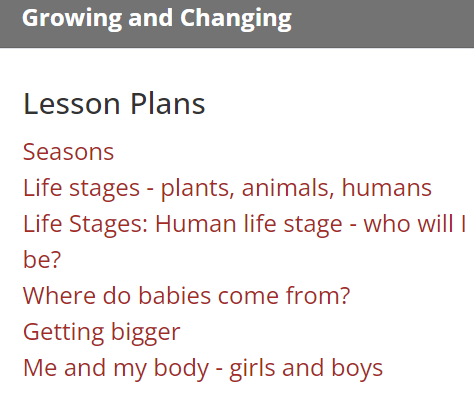 Growing and Changing
Lesson Plans
Seasons
Life stages - plants, animals, humans
Life Stages: Human life stage - who will I
be?
Where do babies come from?
Getting bigger
Me and my body - girls and boys